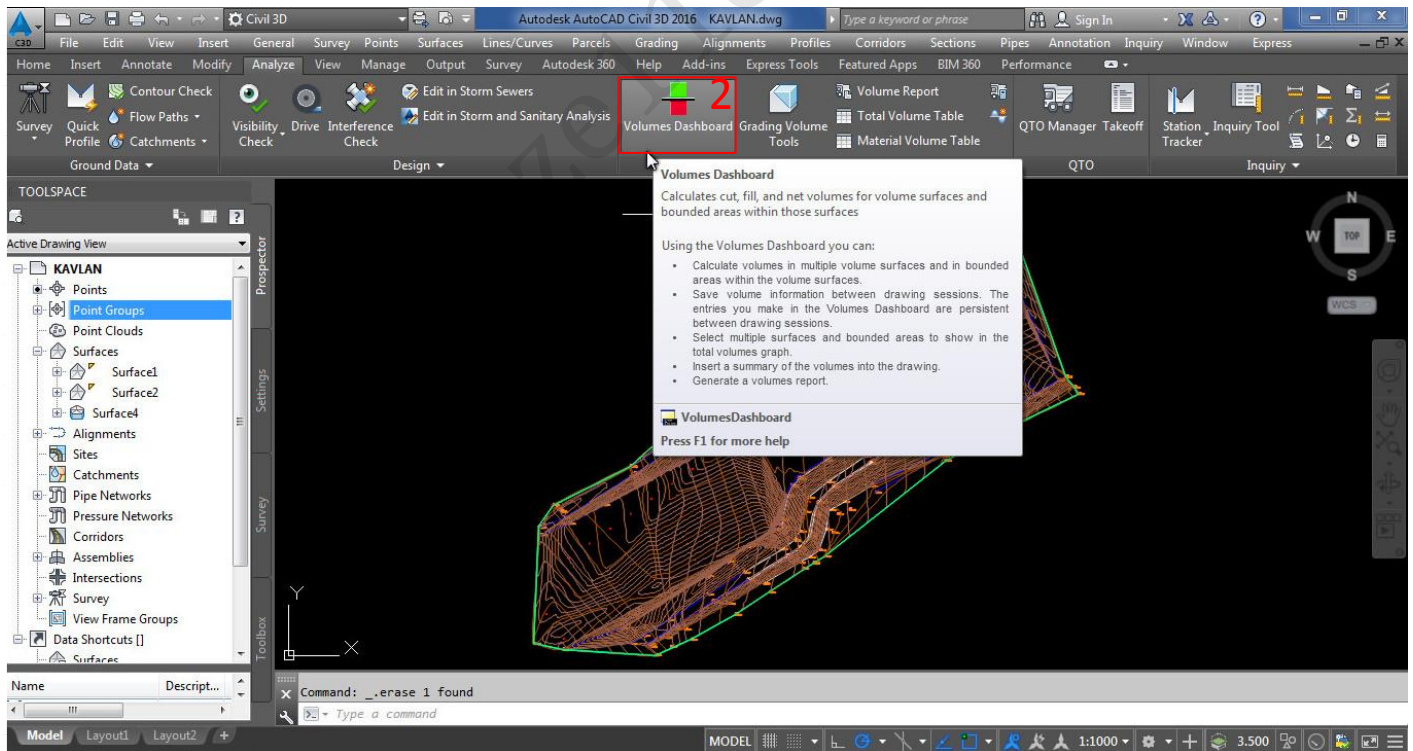 Civil 3D
Autodesk AutoCAD Civil 3D 2016 KAVLAN.dwg
Type a keyword or phrase
Sign In
C3D
File Edit View Insert General Survey Points Surfaces Lines/Curves Parcels Grading Alignments Profiles Corridors Sections Pipes Annotation Inquiry Window Express
Home Insert Annotate Modify Analyze View Manage Output Survey Autodesk 360 Help Add-ins Express Tools Featured Apps BIM 360 Performance
Survey
Quick Profile
Contour Check
Flow Paths
Catchments
Visibility Check
Drive
Interference Check
Edit in Storm Sewers
Edit in Storm and Sanitary Analysis
2
Volumes Dashboard
Grading Volume Tools
Volume Report
Total Volume Table
Material Volume Table
QTO Manager
Takeoff
Station Tracker
Inquiry Tool
Ground Data
Design
QTO
Inquiry
Volumes Dashboard
Calculates cut, fill, and net volumes for volume surfaces and
bounded areas within those surfaces
Using the Volumes Dashboard you can:
• Calculate volumes in multiple volume surfaces and in bounded
areas within the volume surfaces.
• Save volume information between drawing sessions. The
entries you make in the Volumes Dashboard are persistent
between drawing sessions.
• Select multiple surfaces and bounded areas to show in the
total volumes graph.
• Insert a summary of the volumes into the drawing.
• Generate a volumes report.
VolumesDashboard
Press F1 for more help
TOOLSPACE
Active Drawing View
KAVLAN
Points
Point Groups
Point Clouds
Surfaces
Surface1
Surface2
Surface4
Alignments
Sites
Catchments
Pipe Networks
Pressure Networks
Corridors
Assemblies
Intersections
Survey
View Frame Groups
Data Shortcuts []
Surfaces
Prospector
Settings
Survey
Toolbox
Name Descript...
N
W TOP E
S
WCS
Y
X
Command: _.erase 1 found
Type a command
Model Layout1 Layout2 +
MODEL
1:1000
3.500